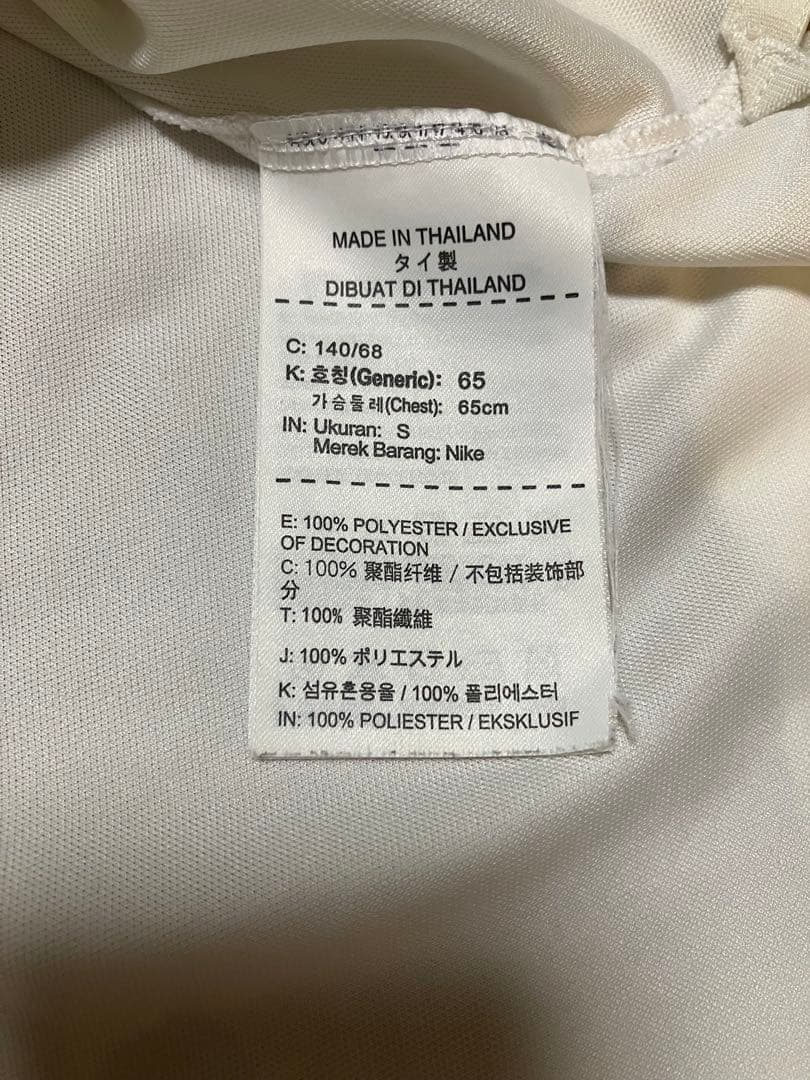 MADE IN THAILAND
タイ製
DIBUAT DI THAILAND
C: 140/68
K: 호칭(Generic): 65
가슴둘레(Chest): 65cm
IN: Ukuran: S
Merek Barang: Nike
E: 100% POLYESTER / EXCLUSIVE
OF DECORATION
C: 100% 聚酯纤维 / 不包括装饰部
分
T: 100% 聚酯纖維
J: 100% ポリエステル
K: 섬유혼용율 / 100% 폴리에스터
IN: 100% POLIESTER / EKSKLUSIF